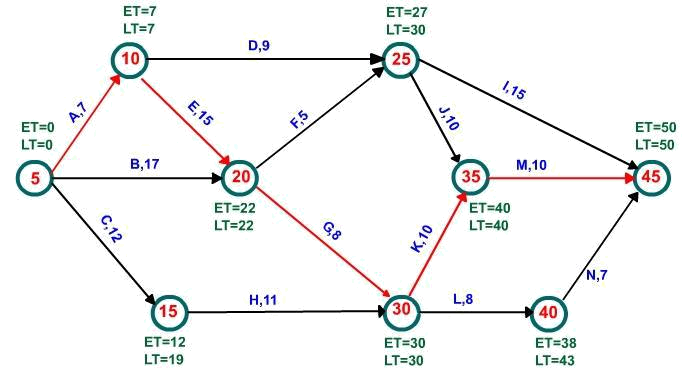 ET=7
LT=7
10
D,9
ET=27
LT=30
25
A,7
E,15
F,5
J,10
I,15
ET=0
LT=0
5
B,17
20
ET=22
LT=22
35
ET=40
LT=40
M,10
ET=50
LT=50
45
C,12
G,8
K,10
15
ET=12
LT=19
H,11
30
ET=30
LT=30
L,8
40
ET=38
LT=43
N,7